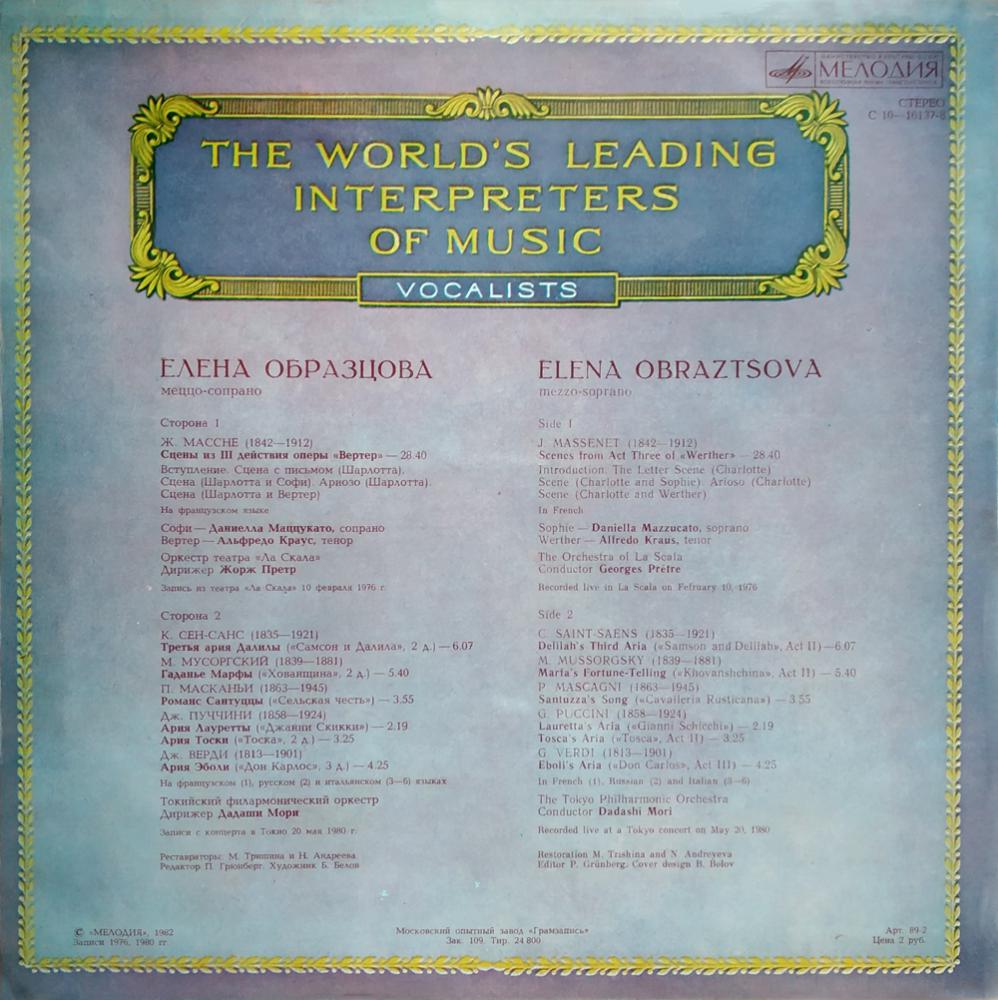 МЕЛОДИЯ
СТЕРЕО
С 10—16137-8
THE WORLD'S LEADING
INTERPRETERS
OF MUSIC
VOCALISTS
ЕЛЕНА ОБРАЗЦОВА
меццо-сопрано
Сторона 1
Ж. МАССНЕ (1842—1912)
Сцены из III действия оперы «Вертер» — 28.40
Вступление. Сцена с письмом (Шарлотта).
Сцена (Шарлотта и Софи). Ариозо (Шарлотта).
Сцена (Шарлотта и Вертер)
На французском языке
Софи — Даниелла Маццукато, сопрано
Вертер — Альфредо Краус, тенор
Оркестр театра «Ла Скала»
Дирижер Жорж Претр
Запись из театра «Ла Скала» 10 февраля 1976 г.
Сторона 2
К. СЕН-САНС (1835—1921)
Третья ария Далилы («Самсон и Далила», 2 д.) — 6.07
М. МУСОРГСКИЙ (1839—1881)
Гаданье Марфы («Хованщина», 2 д.) — 5.40
П. МАСКАНЬИ (1863—1945)
Романс Сантуццы («Сельская честь») — 3.55
ДЖ. ПУЧЧИНИ (1858—1924)
Ария Лауретты («Джанни Скикки») — 2.19
Ария Тоски («Тоска», 2 д.) — 3.25
ДЖ. ВЕРДИ (1813—1901)
Ария Эболи («Дон Карлос», 3 д.) — 4.25
На французском (1), русском (2) и итальянском (3—6) языках
Токийский филармонический оркестр
Дирижер Дадаши Мори
Записи с концерта в Токио 20 мая 1980 г.
Реставраторы: М. Тришина и Н. Андреева
Редактор П. Грюнберг. Художник Б. Белов
ELENA OBRAZTSOVA
mezzo-soprano
Side 1
J. MASSENET (1842—1912)
Scenes from Act Three of «Werther» — 28.40
Introduction. The Letter Scene (Charlotte)
Scene (Charlotte and Sophie). Arioso (Charlotte)
Scene (Charlotte and Werther)
In French
Sophie — Daniella Mazzucato, soprano
Werther — Alfredo Kraus, tenor
The Orchestra of La Scala
Conductor Georges Prêtre
Recorded live in La Scala on Fefruary 10, 1976
Side 2
C. SAINT-SAENS (1835—1921)
Delilah's Third Aria («Samson and Delilah», Act II) — 6.07
M. MUSSORGSKY (1839—1881)
Marfa's Fortune-Telling («Khovanshchina», Act II) — 5.40
P. MASCAGNI (1863—1945)
Santuzza's Song («Cavalleria Rusticana») — 3.55
G. PUCCINI (1858—1924)
Lauretta's Aria («Gianni Schicchi») — 2.19
Tosca's Aria («Tosca», Act II) — 3.25
G. VERDI (1813—1901)
Eboli's Aria («Don Carlos», Act III) — 4.25
In French (1), Russian (2) and Italian (3—6)
The Tokyo Philharmonic Orchestra
Conductor Dadashi Mori
Recorded live at a Tokyo concert on May 20, 1980
Restoration M. Trishina and N. Andreyeva
Editor P. Grünberg. Cover design B. Belov
© «МЕЛОДИЯ», 1982
Записи 1976, 1980 гг.
Московский опытный завод «Грамзапись»
Зак. 109. Тир. 24 800
Арт. 89-2
Цена 2 руб.